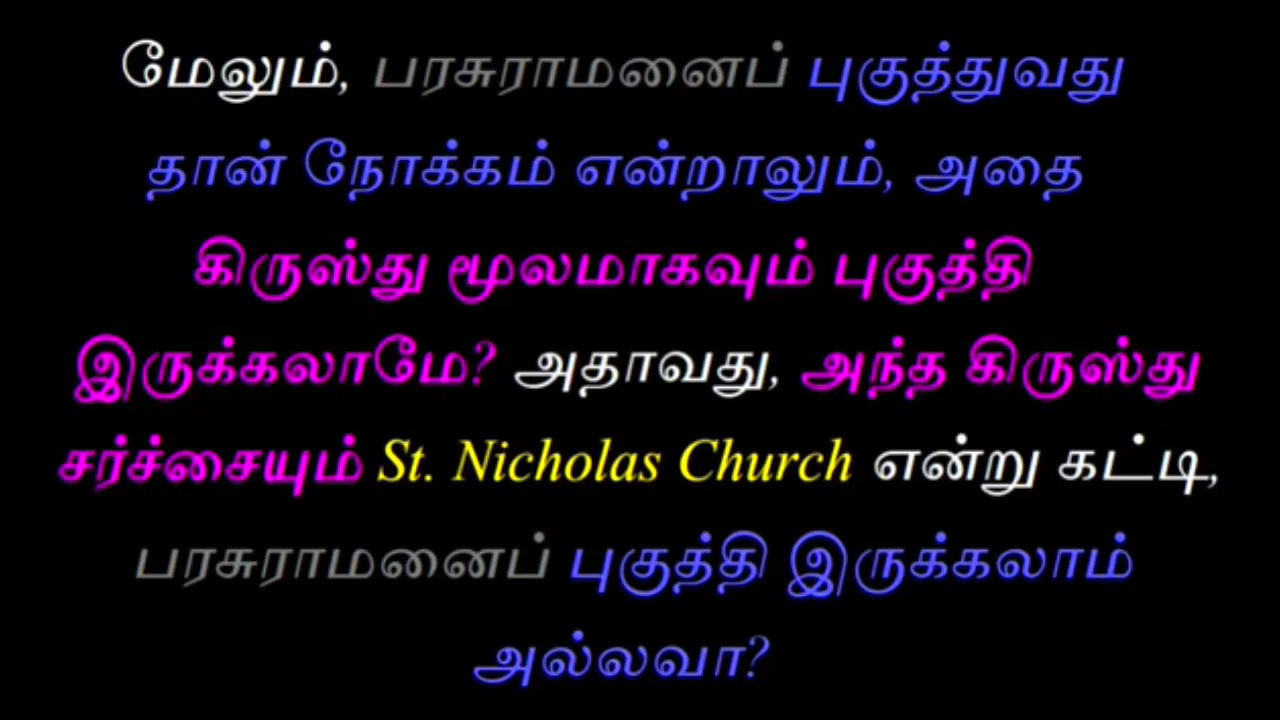 மேலும், பரசுராமனைப் புகுத்துவது
தான் நோக்கம் என்றாலும், அதை
கிருஸ்து மூலமாகவும் புகுத்தி
இருக்கலாமே? அதாவது, அந்த கிருஸ்து
சர்ச்சையும் St. Nicholas Church என்று கட்டி,
பரசுராமனைப் புகுத்தி இருக்கலாம்
அல்லவா?